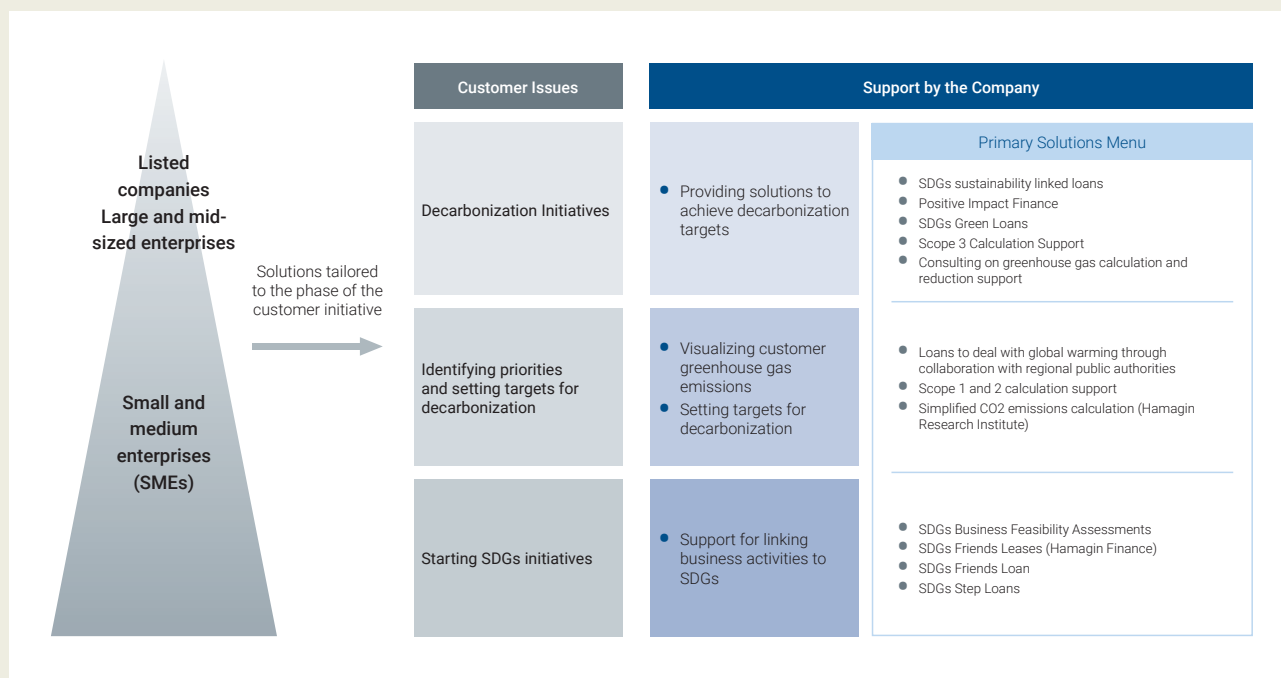 Listed
companies
Large and mid-
sized enterprises
Small and
medium
enterprises
(SMEs)
Solutions tailored
to the phase of the
customer initiative
Customer Issues
Support by the Company
Primary Solutions Menu
Decarbonization Initiatives
• Providing solutions to
achieve decarbonization
targets
• SDGs sustainability linked loans
• Positive Impact Finance
• SDGs Green Loans
• Scope 3 Calculation Support
• Consulting on greenhouse gas calculation and
reduction support
Identifying priorities
and setting targets for
decarbonization
• Visualizing customer
greenhouse gas
emissions
• Setting targets for
decarbonization
• Loans to deal with global warming through
collaboration with regional public authorities
• Scope 1 and 2 calculation support
• Simplified CO2 emissions calculation (Hamagin
Research Institute)
Starting SDGs initiatives
• Support for linking
business activities to
SDGs
• SDGs Business Feasibility Assessments
• SDGs Friends Leases (Hamagin Finance)
• SDGs Friends Loan
• SDGs Step Loans